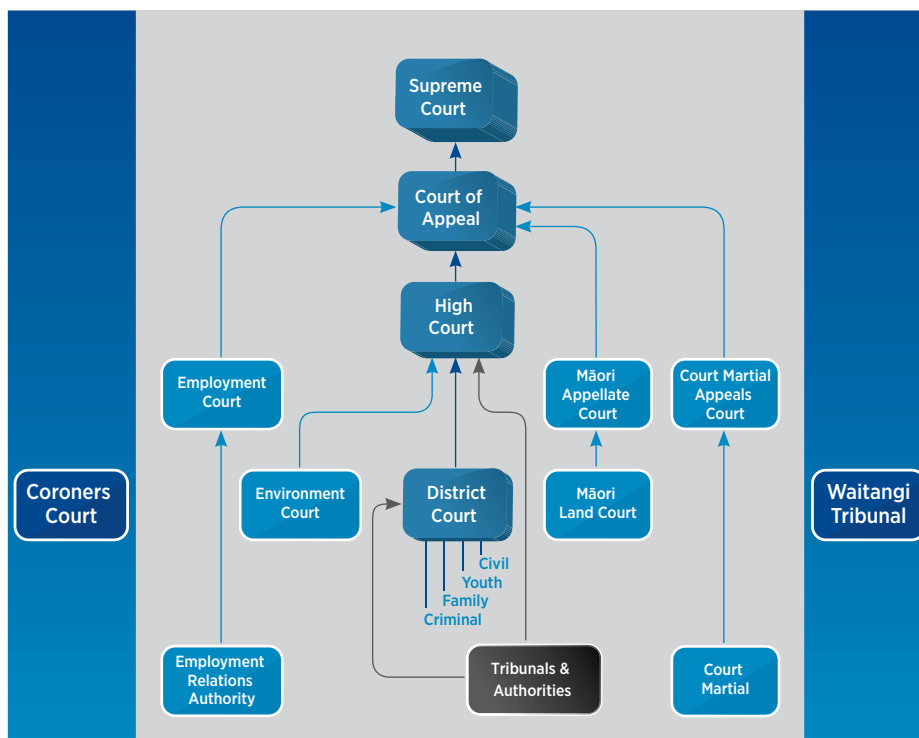 Supreme
Court
Court of
Appeal
High
Court
Employment
Court
Māori
Appellate
Court
Court Martial
Appeals
Court
Coroners
Court
Environment
Court
District
Court
Māori
Land Court
Waitangi
Tribunal
Civil
Youth
Family
Criminal
Employment
Relations
Authority
Tribunals &
Authorities
Court
Martial